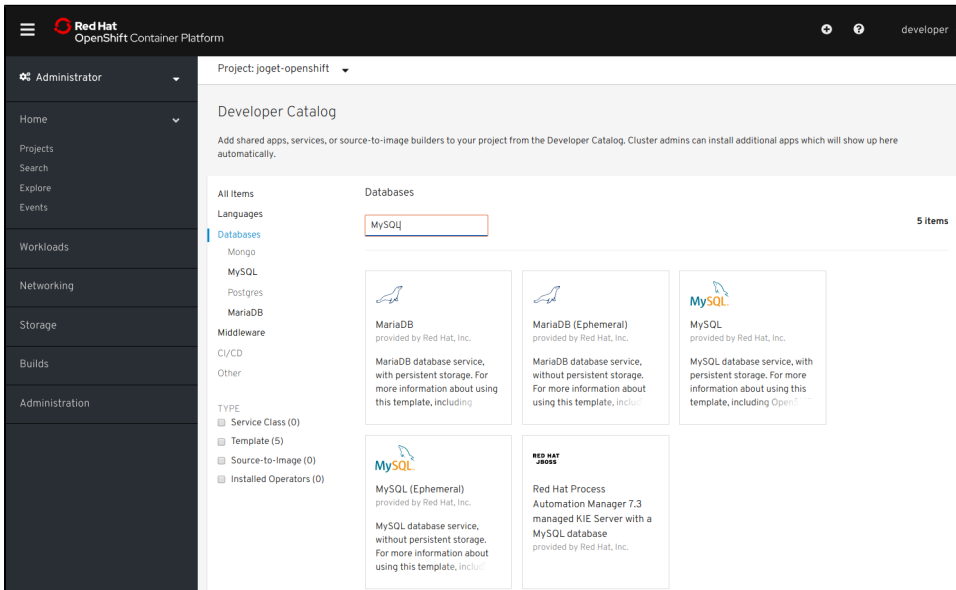 Red Hat
OpenShift Container Platform
developer
Administrator
Home
Projects
Search
Explore
Events
Workloads
Networking
Storage
Builds
Administration
Project: joget-openshift
Developer Catalog
Add shared apps, services, or source-to-image builders to your project from the Developer Catalog. Cluster admins can install additional apps which will show up here
automatically.
All Items
Languages
Databases
Mongo
MySQL
Postgres
MariaDB
Middleware
CI/CD
Other
TYPE
Service Class (0)
Template (5)
Source-to-Image (0)
Installed Operators (0)
Databases
MySQL
5 items
MariaDB
provided by Red Hat, Inc.
MariaDB database service,
with persistent storage. For
more information about using
this template, including
MariaDB (Ephemeral)
provided by Red Hat, Inc.
MariaDB database service,
without persistent storage.
For more information about
using this template, includ
MySQL
MySQL
provided by Red Hat, Inc.
MySQL database service, with
persistent storage. For more
information about using this
template, including OpenS
MySQL
MySQL (Ephemeral)
provided by Red Hat, Inc.
MySQL database service,
without persistent storage.
For more information about
using this template, includ
RED HAT
JBOSS
Red Hat Process
Automation Manager 7.3
managed KIE Server with a
MySQL database
provided by Red Hat, Inc.